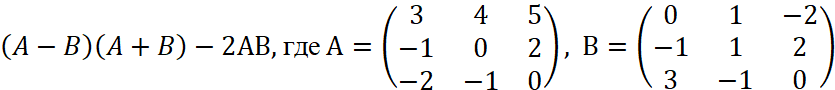 (A − B)(A + B) − 2AB, где A = (3 4 5; −1 0 2; −2 −1 0), B = (0 1 −2; −1 1 2; 3 −1 0)